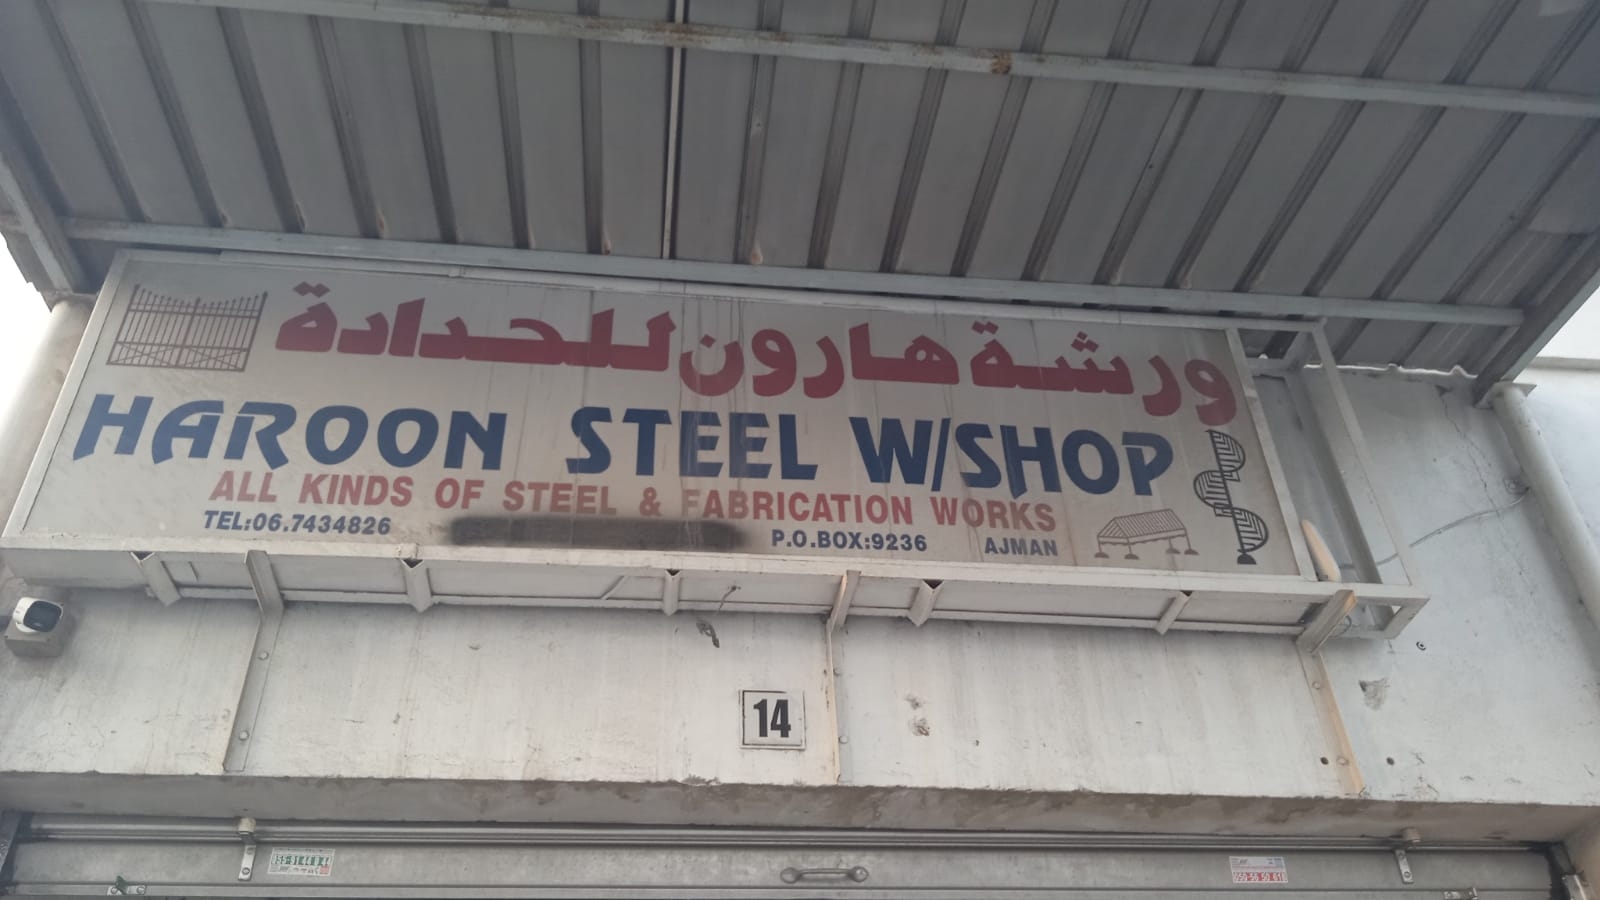 ورشة هارون للحدادة
HAROON STEEL W/SHOP
ALL KINDS OF STEEL & FABRICATION WORKS
TEL:06.7434826 P.O.BOX:9236 AJMAN
14